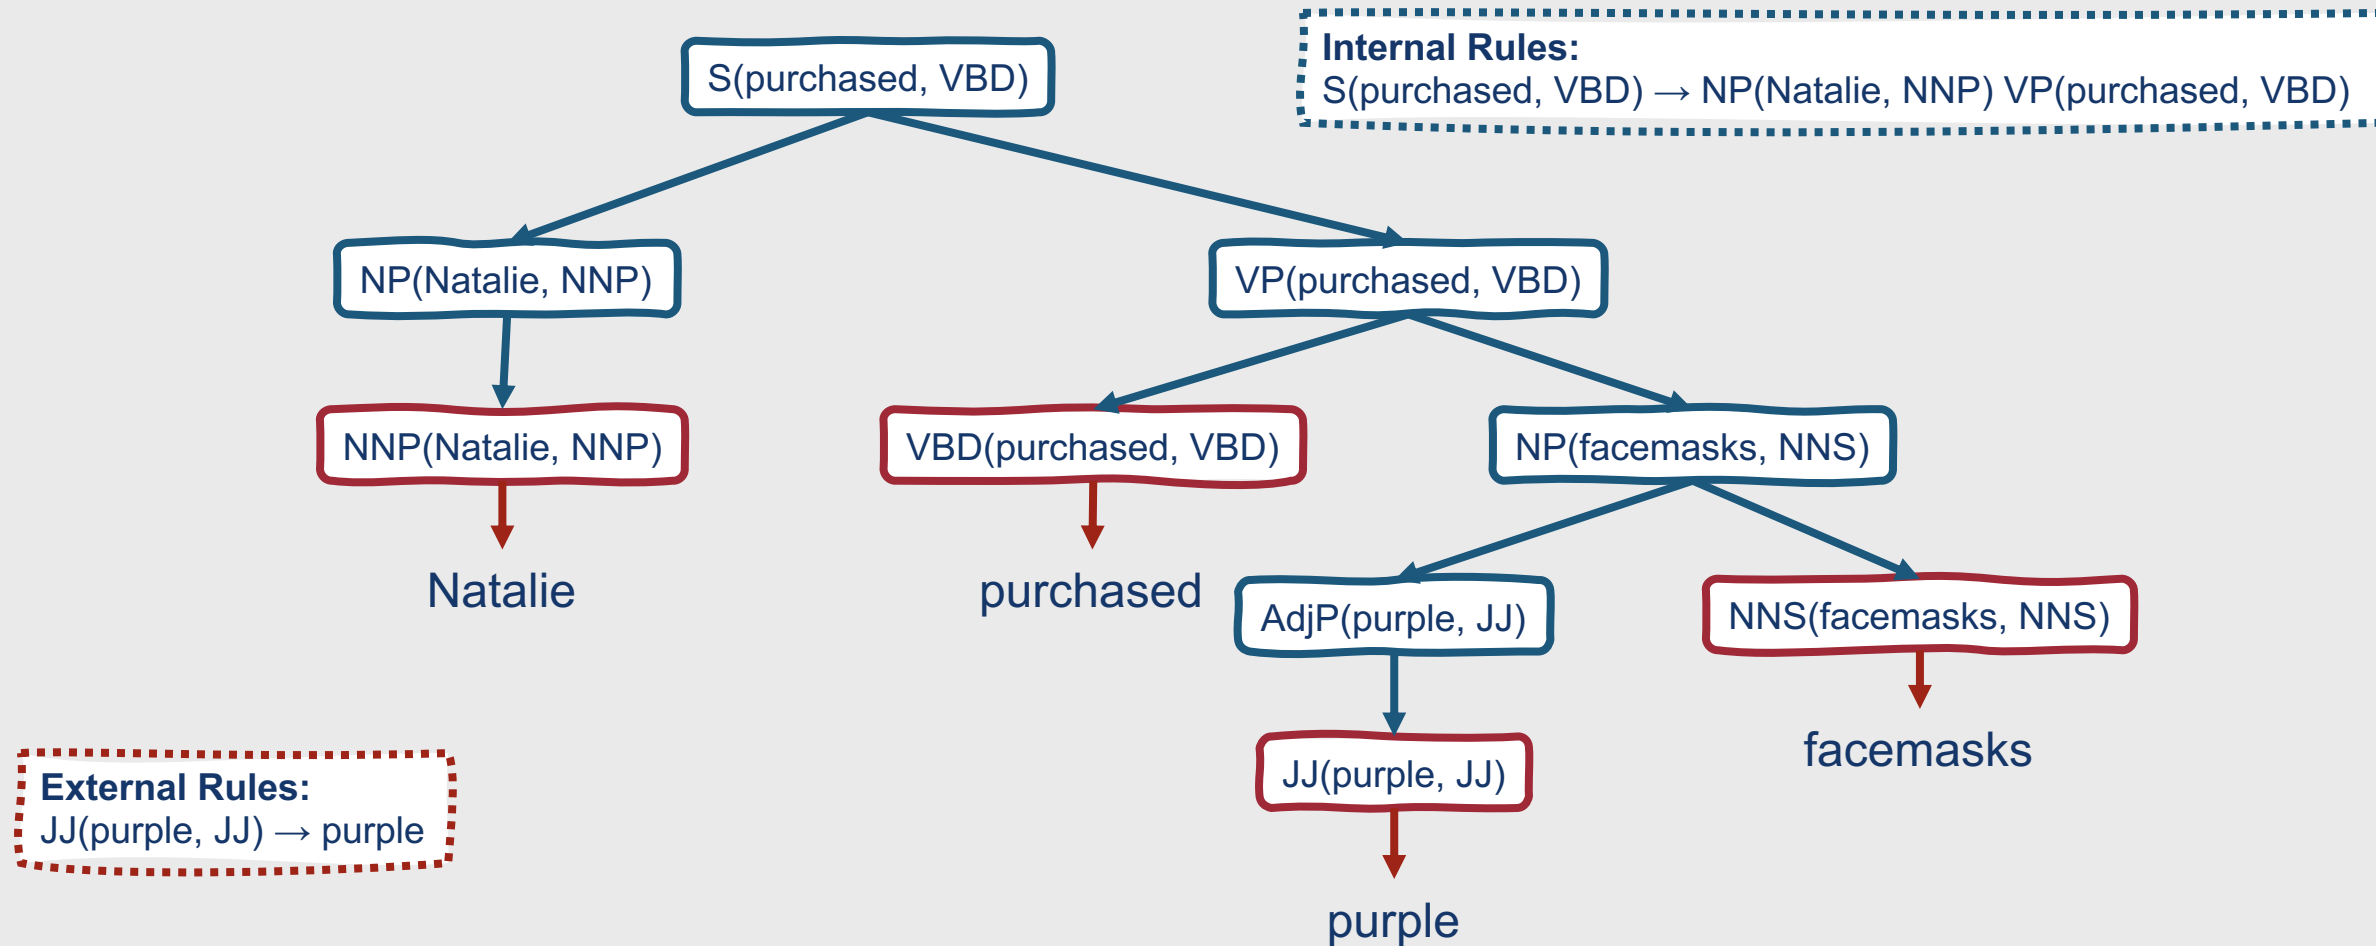 S(purchased, VBD)
Internal Rules:
S(purchased, VBD) → NP(Natalie, NNP) VP(purchased, VBD)
NP(Natalie, NNP)
VP(purchased, VBD)
NNP(Natalie, NNP)
VBD(purchased, VBD)
NP(facemasks, NNS)
Natalie
purchased
AdjP(purple, JJ)
NNS(facemasks, NNS)
JJ(purple, JJ)
facemasks
External Rules:
JJ(purple, JJ) → purple
purple